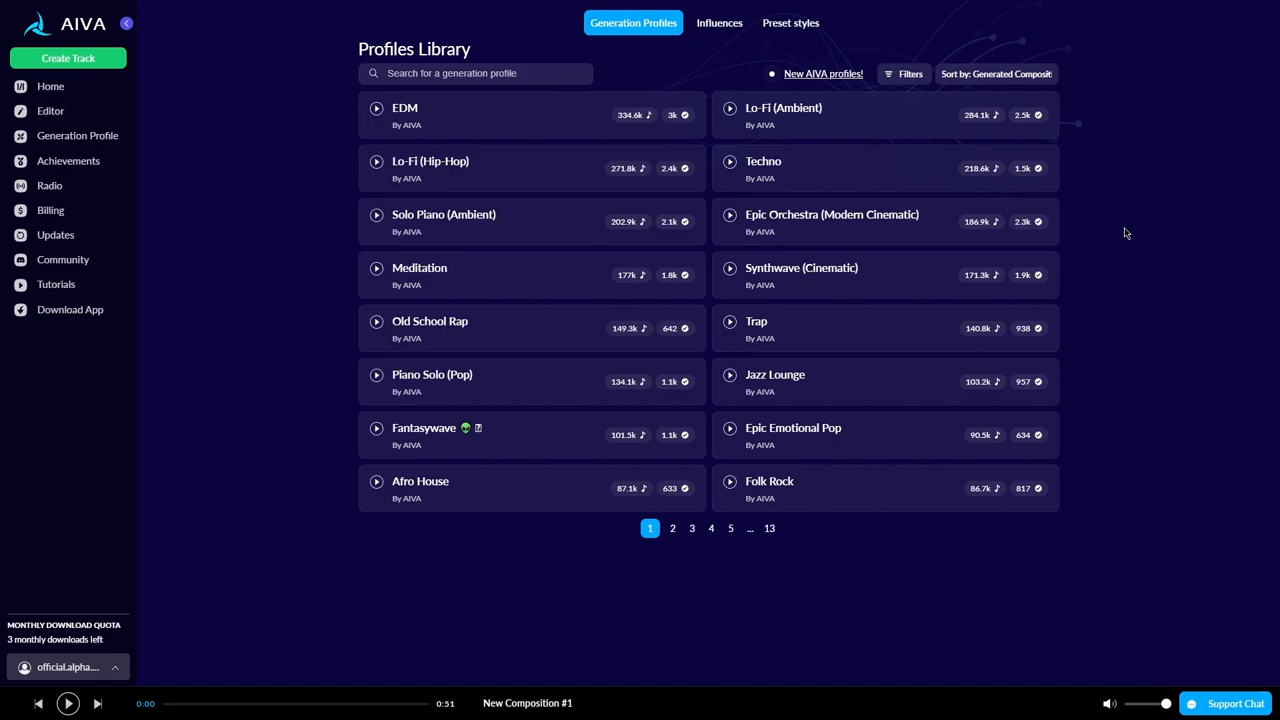 AIVA
Create Track
Home
Editor
Generation Profile
Achievements
Radio
Billing
Updates
Community
Tutorials
Download App
MONTHLY DOWNLOAD QUOTA
3 monthly downloads left
official.alpha....
Generation Profiles
Influences
Preset styles
Profiles Library
Search for a generation profile
New AIVA profiles!
Filters
Sort by: Generated Composit
EDM
By AIVA
334.6k
3k
Lo-Fi (Ambient)
By AIVA
284.1k
2.5k
Lo-Fi (Hip-Hop)
By AIVA
271.8k
2.4k
Techno
By AIVA
218.6k
1.5k
Solo Piano (Ambient)
By AIVA
202.9k
2.1k
Epic Orchestra (Modern Cinematic)
By AIVA
186.9k
2.3k
Meditation
By AIVA
177k
1.8k
Synthwave (Cinematic)
By AIVA
171.3k
1.9k
Old School Rap
By AIVA
149.3k
642
Trap
By AIVA
140.8k
938
Piano Solo (Pop)
By AIVA
134.1k
1.1k
Jazz Lounge
By AIVA
103.2k
957
Fantasywave 👽
By AIVA
101.5k
1.1k
Epic Emotional Pop
By AIVA
90.5k
634
Afro House
By AIVA
87.1k
633
Folk Rock
By AIVA
86.7k
817
1 2 3 4 5 ... 13
0:00
0:51
New Composition #1
Support Chat